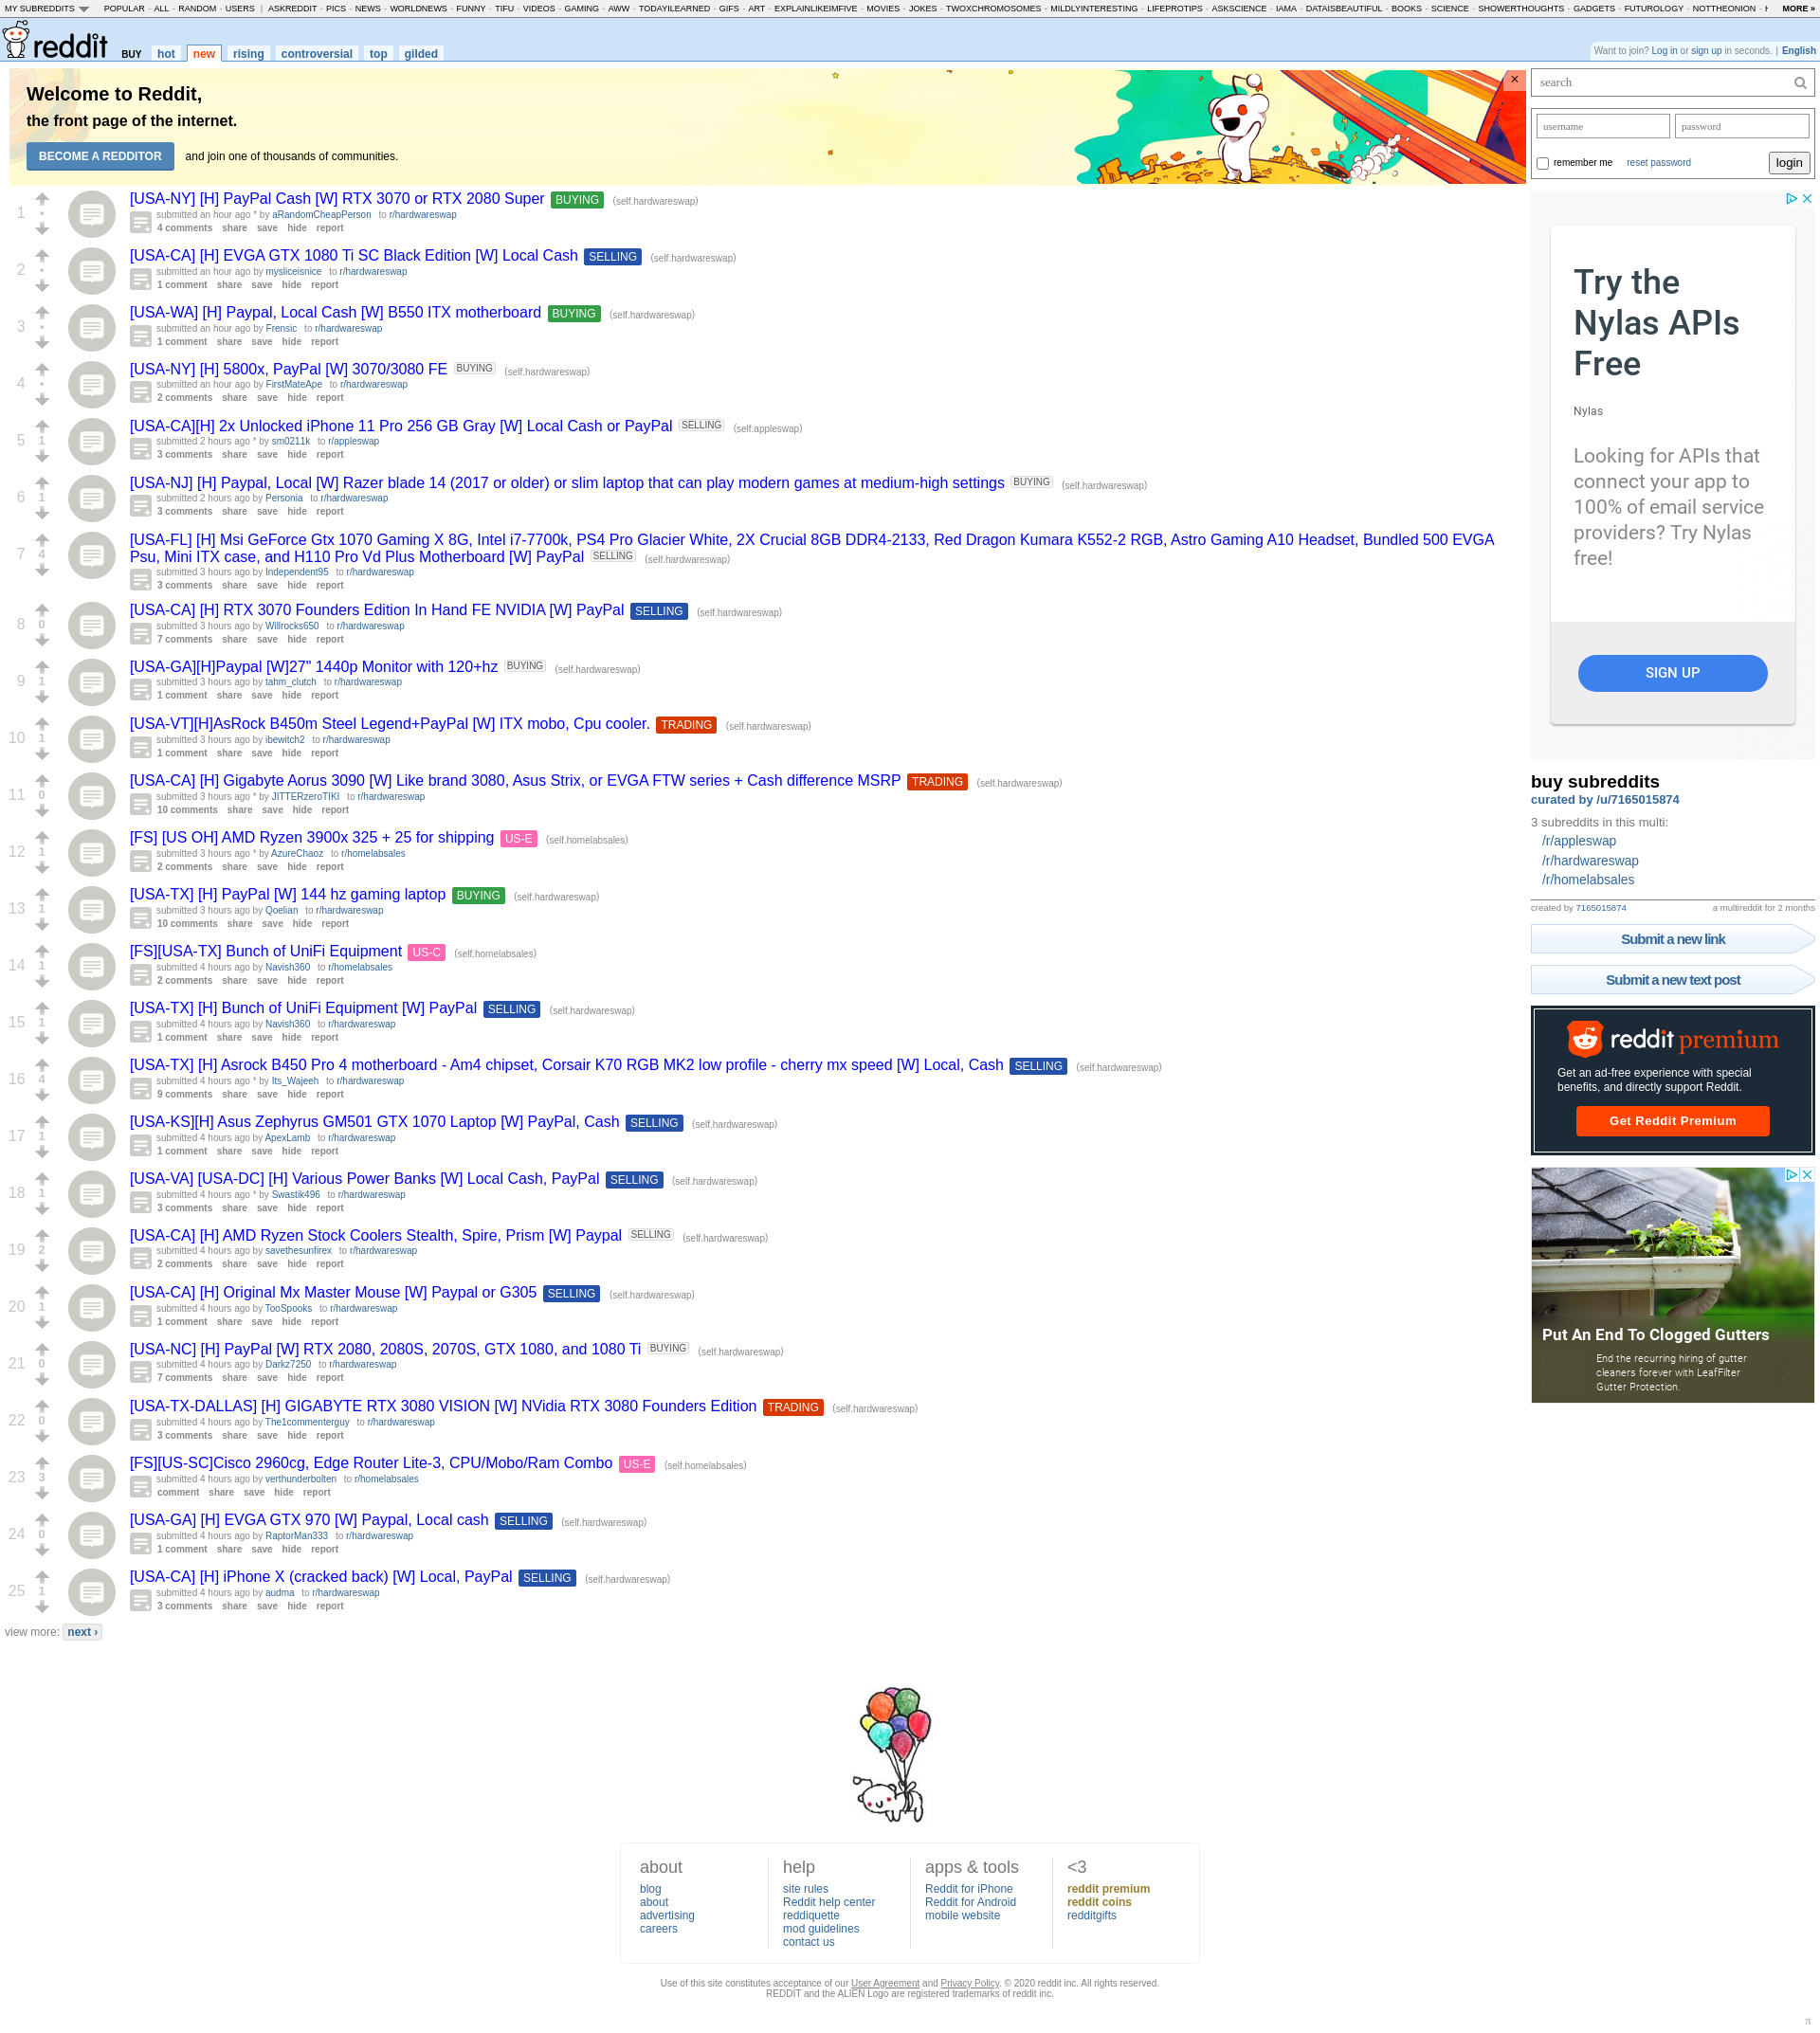 MY SUBREDDITS POPULAR - ALL - RANDOM - USERS | ASKREDDIT - PICS - NEWS - WORLDNEWS - FUNNY - TIFU - VIDEOS - GAMING - AWW - TODAYILEARNED - GIFS - ART - EXPLAINLIKEIMFIVE - MOVIES - JOKES - TWOXCHROMOSOMES - MILDLYINTERESTING - LIFEPROTIPS - ASKSCIENCE - IAMA - DATAISBEAUTIFUL - BOOKS - SCIENCE - SHOWERTHOUGHTS - GADGETS - FUTUROLOGY - NOTTHEONION - MORE »
reddit BUY hot new rising controversial top gilded
Want to join? Log in or sign up in seconds. | English
Welcome to Reddit,
the front page of the internet.
BECOME A REDDITOR and join one of thousands of communities.
×
1
[USA-NY] [H] PayPal Cash [W] RTX 3070 or RTX 2080 Super BUYING (self.hardwareswap)
submitted an hour ago * by aRandomCheapPerson to r/hardwareswap
4 comments share save hide report
2
[USA-CA] [H] EVGA GTX 1080 Ti SC Black Edition [W] Local Cash SELLING (self.hardwareswap)
submitted an hour ago by mysliceisnice to r/hardwareswap
1 comment share save hide report
3
[USA-WA] [H] Paypal, Local Cash [W] B550 ITX motherboard BUYING (self.hardwareswap)
submitted an hour ago by Frensic to r/hardwareswap
1 comment share save hide report
4
[USA-NY] [H] 5800x, PayPal [W] 3070/3080 FE BUYING (self.hardwareswap)
submitted an hour ago by FirstMateApe to r/hardwareswap
2 comments share save hide report
5 1
[USA-CA][H] 2x Unlocked iPhone 11 Pro 256 GB Gray [W] Local Cash or PayPal SELLING (self.appleswap)
submitted 2 hours ago * by sm0211k to r/appleswap
3 comments share save hide report
6 1
[USA-NJ] [H] Paypal, Local [W] Razer blade 14 (2017 or older) or slim laptop that can play modern games at medium-high settings BUYING (self.hardwareswap)
submitted 2 hours ago by Personia to r/hardwareswap
3 comments share save hide report
7 4
[USA-FL] [H] Msi GeForce Gtx 1070 Gaming X 8G, Intel i7-7700k, PS4 Pro Glacier White, 2X Crucial 8GB DDR4-2133, Red Dragon Kumara K552-2 RGB, Astro Gaming A10 Headset, Bundled 500 EVGA
Psu, Mini ITX case, and H110 Pro Vd Plus Motherboard [W] PayPal SELLING (self.hardwareswap)
submitted 3 hours ago by Independent95 to r/hardwareswap
3 comments share save hide report
8 0
[USA-CA] [H] RTX 3070 Founders Edition In Hand FE NVIDIA [W] PayPal SELLING (self.hardwareswap)
submitted 3 hours ago by Willrocks650 to r/hardwareswap
7 comments share save hide report
9 1
[USA-GA][H]Paypal [W]27" 1440p Monitor with 120+hz BUYING (self.hardwareswap)
submitted 3 hours ago by tahm_clutch to r/hardwareswap
1 comment share save hide report
10 1
[USA-VT][H]AsRock B450m Steel Legend+PayPal [W] ITX mobo, Cpu cooler. TRADING (self.hardwareswap)
submitted 3 hours ago by ibewitch2 to r/hardwareswap
1 comment share save hide report
11 0
[USA-CA] [H] Gigabyte Aorus 3090 [W] Like brand 3080, Asus Strix, or EVGA FTW series + Cash difference MSRP TRADING (self.hardwareswap)
submitted 3 hours ago * by JITTERzeroTIKI to r/hardwareswap
10 comments share save hide report
12 1
[FS] [US OH] AMD Ryzen 3900x 325 + 25 for shipping US-E (self.homelabsales)
submitted 3 hours ago * by AzureChaoz to r/homelabsales
2 comments share save hide report
13 1
[USA-TX] [H] PayPal [W] 144 hz gaming laptop BUYING (self.hardwareswap)
submitted 3 hours ago by Qoelian to r/hardwareswap
10 comments share save hide report
14 1
[FS][USA-TX] Bunch of UniFi Equipment US-C (self.homelabsales)
submitted 4 hours ago by Navish360 to r/homelabsales
2 comments share save hide report
15 1
[USA-TX] [H] Bunch of UniFi Equipment [W] PayPal SELLING (self.hardwareswap)
submitted 4 hours ago by Navish360 to r/hardwareswap
1 comment share save hide report
16 4
[USA-TX] [H] Asrock B450 Pro 4 motherboard - Am4 chipset, Corsair K70 RGB MK2 low profile - cherry mx speed [W] Local, Cash SELLING (self.hardwareswap)
submitted 4 hours ago * by Its_Wajeeh to r/hardwareswap
9 comments share save hide report
17 1
[USA-KS][H] Asus Zephyrus GM501 GTX 1070 Laptop [W] PayPal, Cash SELLING (self.hardwareswap)
submitted 4 hours ago by ApexLamb to r/hardwareswap
1 comment share save hide report
18 1
[USA-VA] [USA-DC] [H] Various Power Banks [W] Local Cash, PayPal SELLING (self.hardwareswap)
submitted 4 hours ago * by Swastik496 to r/hardwareswap
3 comments share save hide report
19 2
[USA-CA] [H] AMD Ryzen Stock Coolers Stealth, Spire, Prism [W] Paypal SELLING (self.hardwareswap)
submitted 4 hours ago by savethesunfirex to r/hardwareswap
2 comments share save hide report
20 1
[USA-CA] [H] Original Mx Master Mouse [W] Paypal or G305 SELLING (self.hardwareswap)
submitted 4 hours ago by TooSpooks to r/hardwareswap
1 comment share save hide report
21 0
[USA-NC] [H] PayPal [W] RTX 2080, 2080S, 2070S, GTX 1080, and 1080 Ti BUYING (self.hardwareswap)
submitted 4 hours ago by Darkz7250 to r/hardwareswap
7 comments share save hide report
22 0
[USA-TX-DALLAS] [H] GIGABYTE RTX 3080 VISION [W] NVidia RTX 3080 Founders Edition TRADING (self.hardwareswap)
submitted 4 hours ago by The1commenterguy to r/hardwareswap
3 comments share save hide report
23 3
[FS][US-SC]Cisco 2960cg, Edge Router Lite-3, CPU/Mobo/Ram Combo US-E (self.homelabsales)
submitted 4 hours ago by verthunderbolten to r/homelabsales
comment share save hide report
24 0
[USA-GA] [H] EVGA GTX 970 [W] Paypal, Local cash SELLING (self.hardwareswap)
submitted 4 hours ago by RaptorMan333 to r/hardwareswap
1 comment share save hide report
25 1
[USA-CA] [H] iPhone X (cracked back) [W] Local, PayPal SELLING (self.hardwareswap)
submitted 4 hours ago by audma to r/hardwareswap
3 comments share save hide report
view more: next ›
search
username password
remember me reset password login
Try the
Nylas APIs
Free
Nylas
Looking for APIs that
connect your app to
100% of email service
providers? Try Nylas
free!
SIGN UP
buy subreddits
curated by /u/7165015874
3 subreddits in this multi:
/r/appleswap
/r/hardwareswap
/r/homelabsales
created by 7165015874 a multireddit for 2 months
Submit a new link
Submit a new text post
reddit premium
Get an ad-free experience with special
benefits, and directly support Reddit.
Get Reddit Premium
Put An End To Clogged Gutters
End the recurring hiring of gutter
cleaners forever with LeafFilter
Gutter Protection.
about
blog
about
advertising
careers
help
site rules
Reddit help center
reddiquette
mod guidelines
contact us
apps & tools
Reddit for iPhone
Reddit for Android
mobile website
<3
reddit premium
reddit coins
redditgifts
Use of this site constitutes acceptance of our User Agreement and Privacy Policy. © 2020 reddit inc. All rights reserved.
REDDIT and the ALIEN Logo are registered trademarks of reddit inc.
π